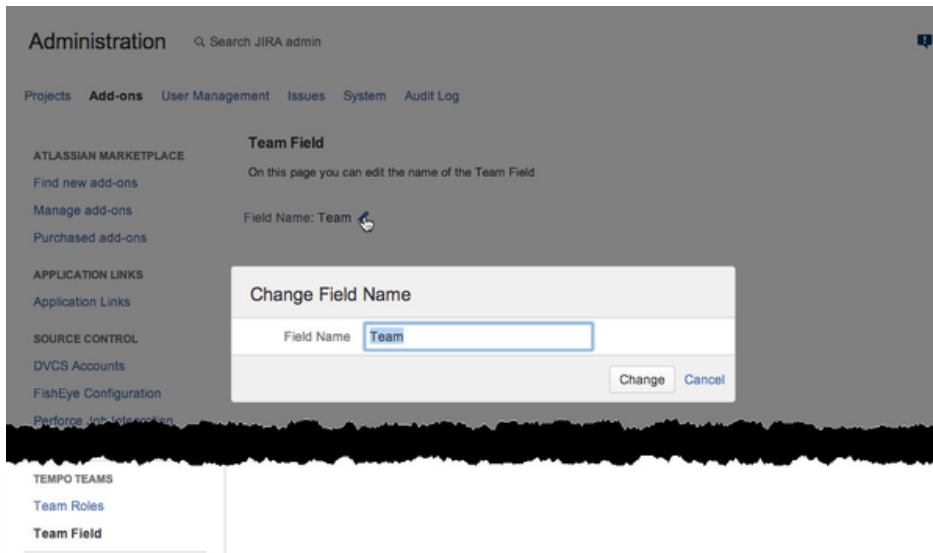 Administration Search JIRA admin
Projects Add-ons User Management Issues System Audit Log
ATLASSIAN MARKETPLACE
Find new add-ons
Manage add-ons
Purchased add-ons
APPLICATION LINKS
Application Links
SOURCE CONTROL
DVCS Accounts
FishEye Configuration
Perforce Job Integration
Team Field
On this page you can edit the name of the Team Field
Field Name: Team
Change Field Name
Field Name Team
Change Cancel
TEMPO TEAMS
Team Roles
Team Field